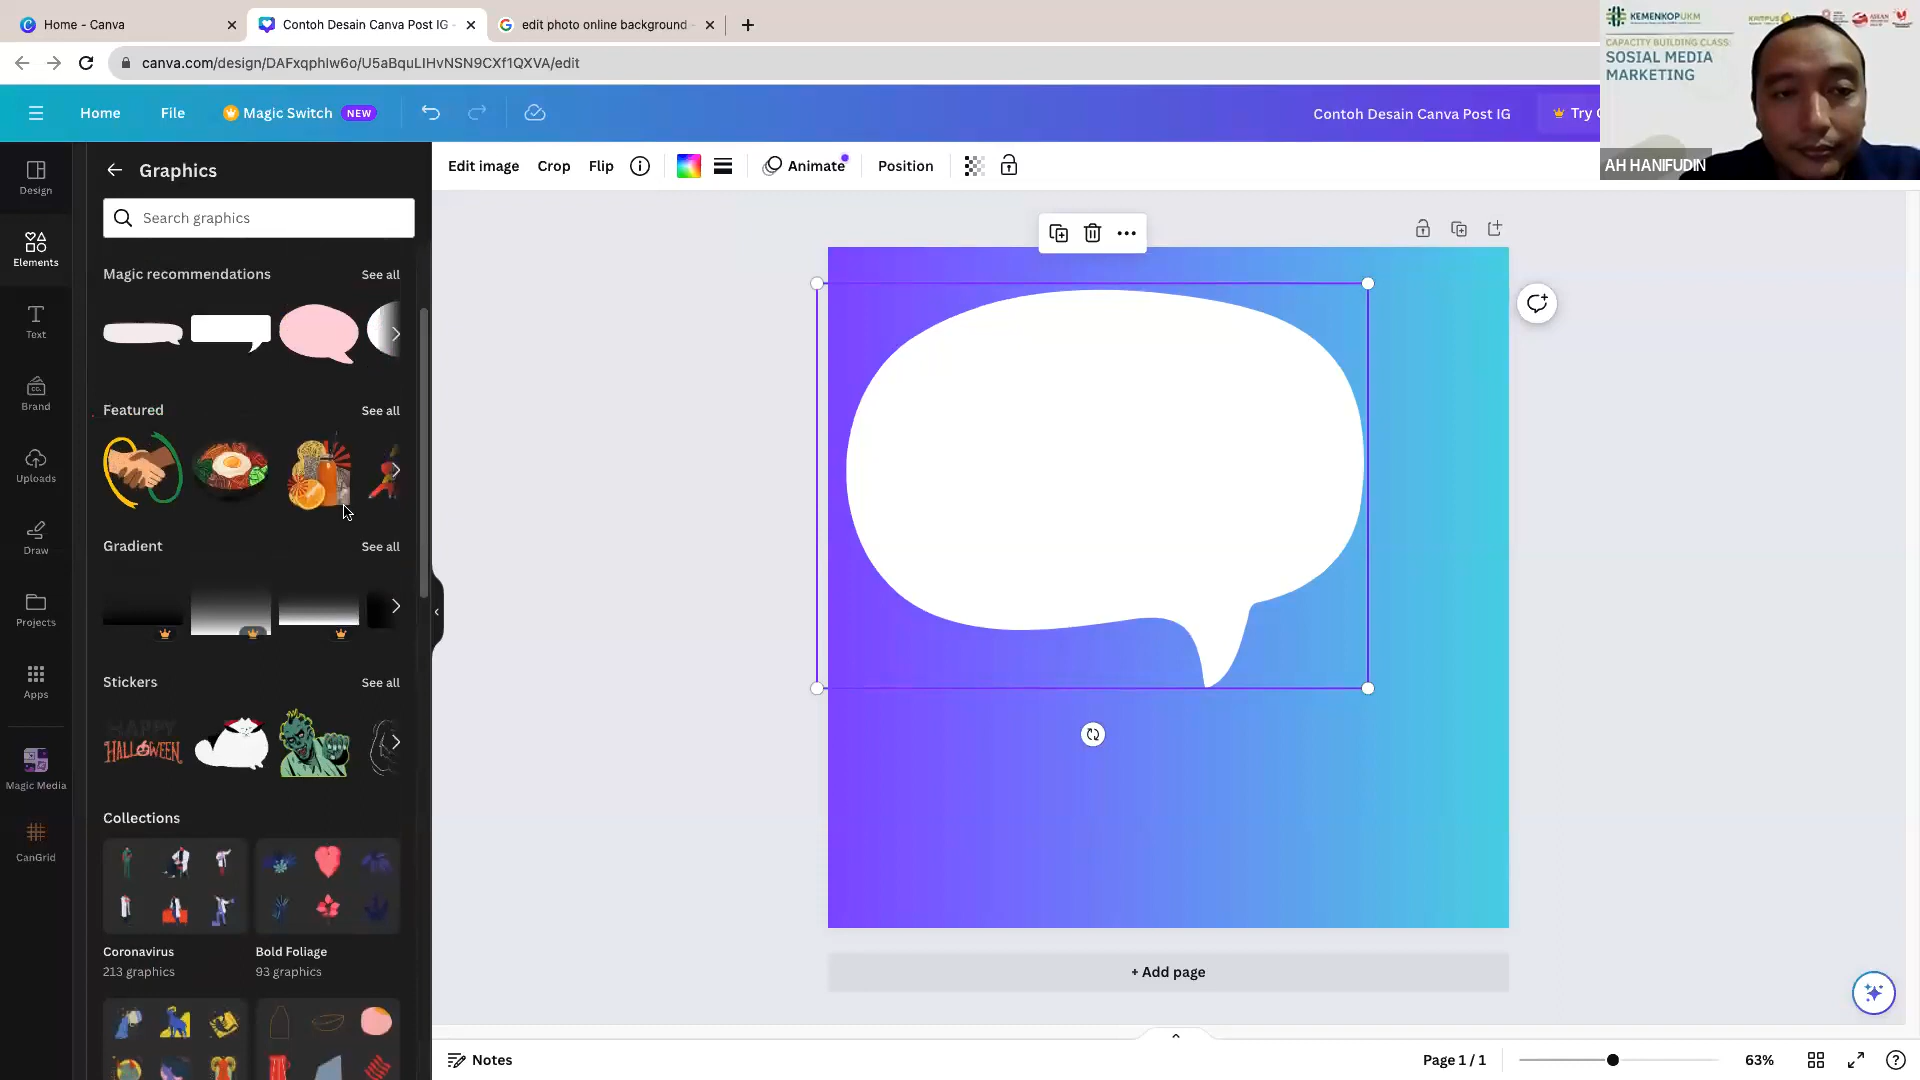 Home - Canva
Contoh Desain Canva Post IG -
edit photo online background -
canva.com/design/DAFxqphIw6o/U5aBquLIHvNSN9CXf1QXVA/edit
KEMENKOPUKM
CAPACITY BUILDING CLASS:
SOSIAL MEDIA
MARKETING
AH HANIFUDIN
Home
File
Magic Switch
NEW
Contoh Desain Canva Post IG
Try
Design
Elements
Text
Brand
Uploads
Draw
Projects
Apps
Magic Media
CanGrid
Graphics
Search graphics
Magic recommendations
See all
Featured
See all
Gradient
See all
Stickers
See all
HAPPY
HALLOWEEN
Collections
Coronavirus
213 graphics
Bold Foliage
93 graphics
Edit image
Crop
Flip
Animate
Position
+ Add page
Notes
Page 1 / 1
63%